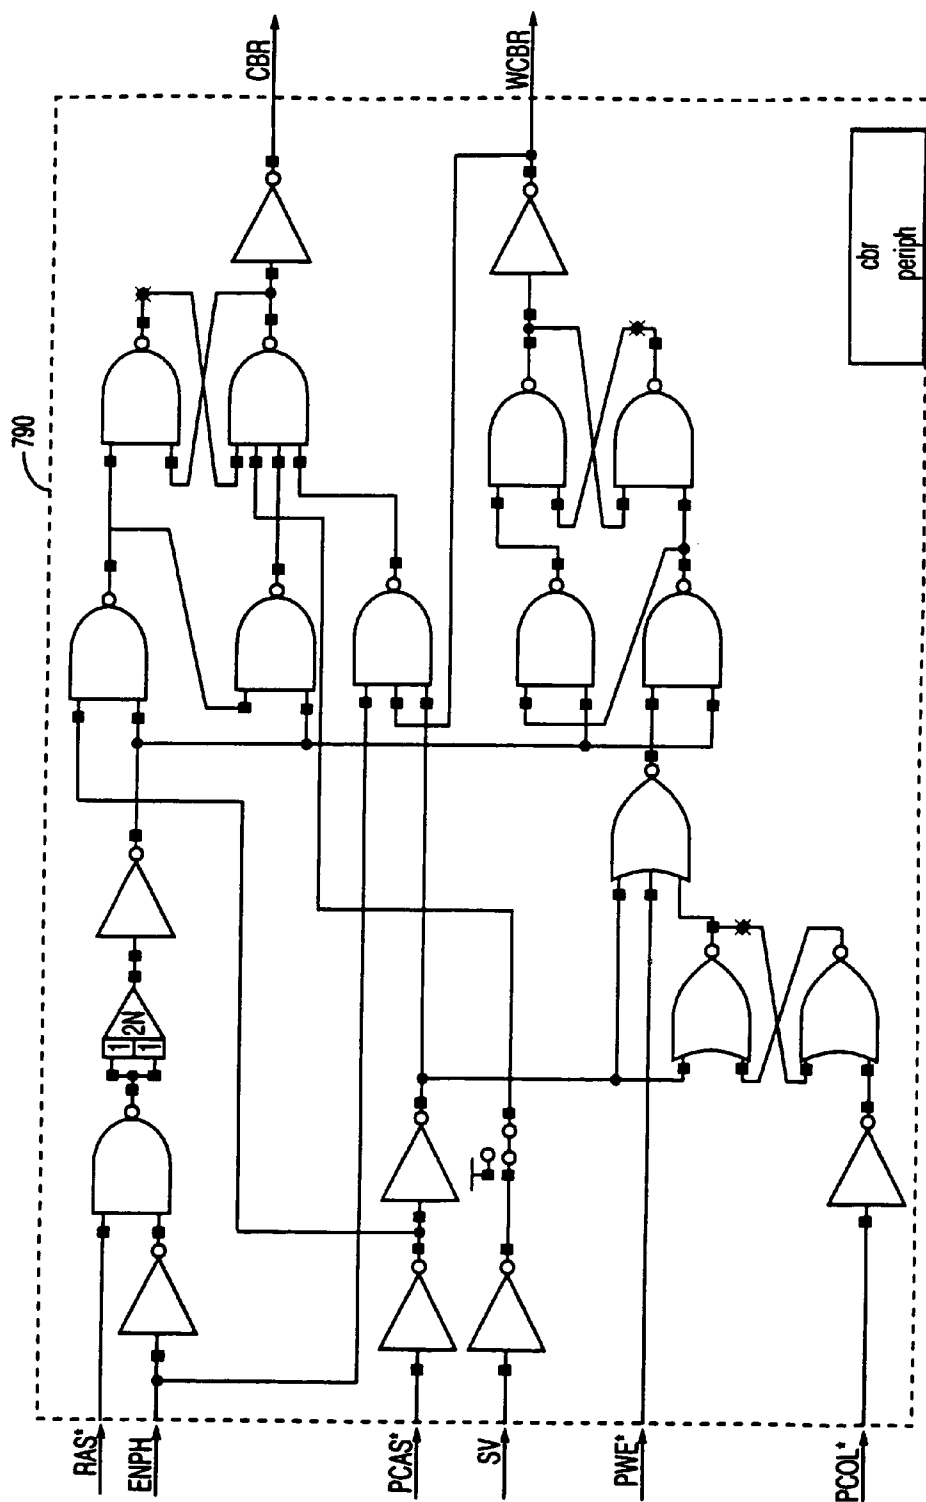 CBR
WCBR
790
cbr
periph
2N
1
1
RAS*
ENPH
PCAS*
SV
PWE*
PCOL*